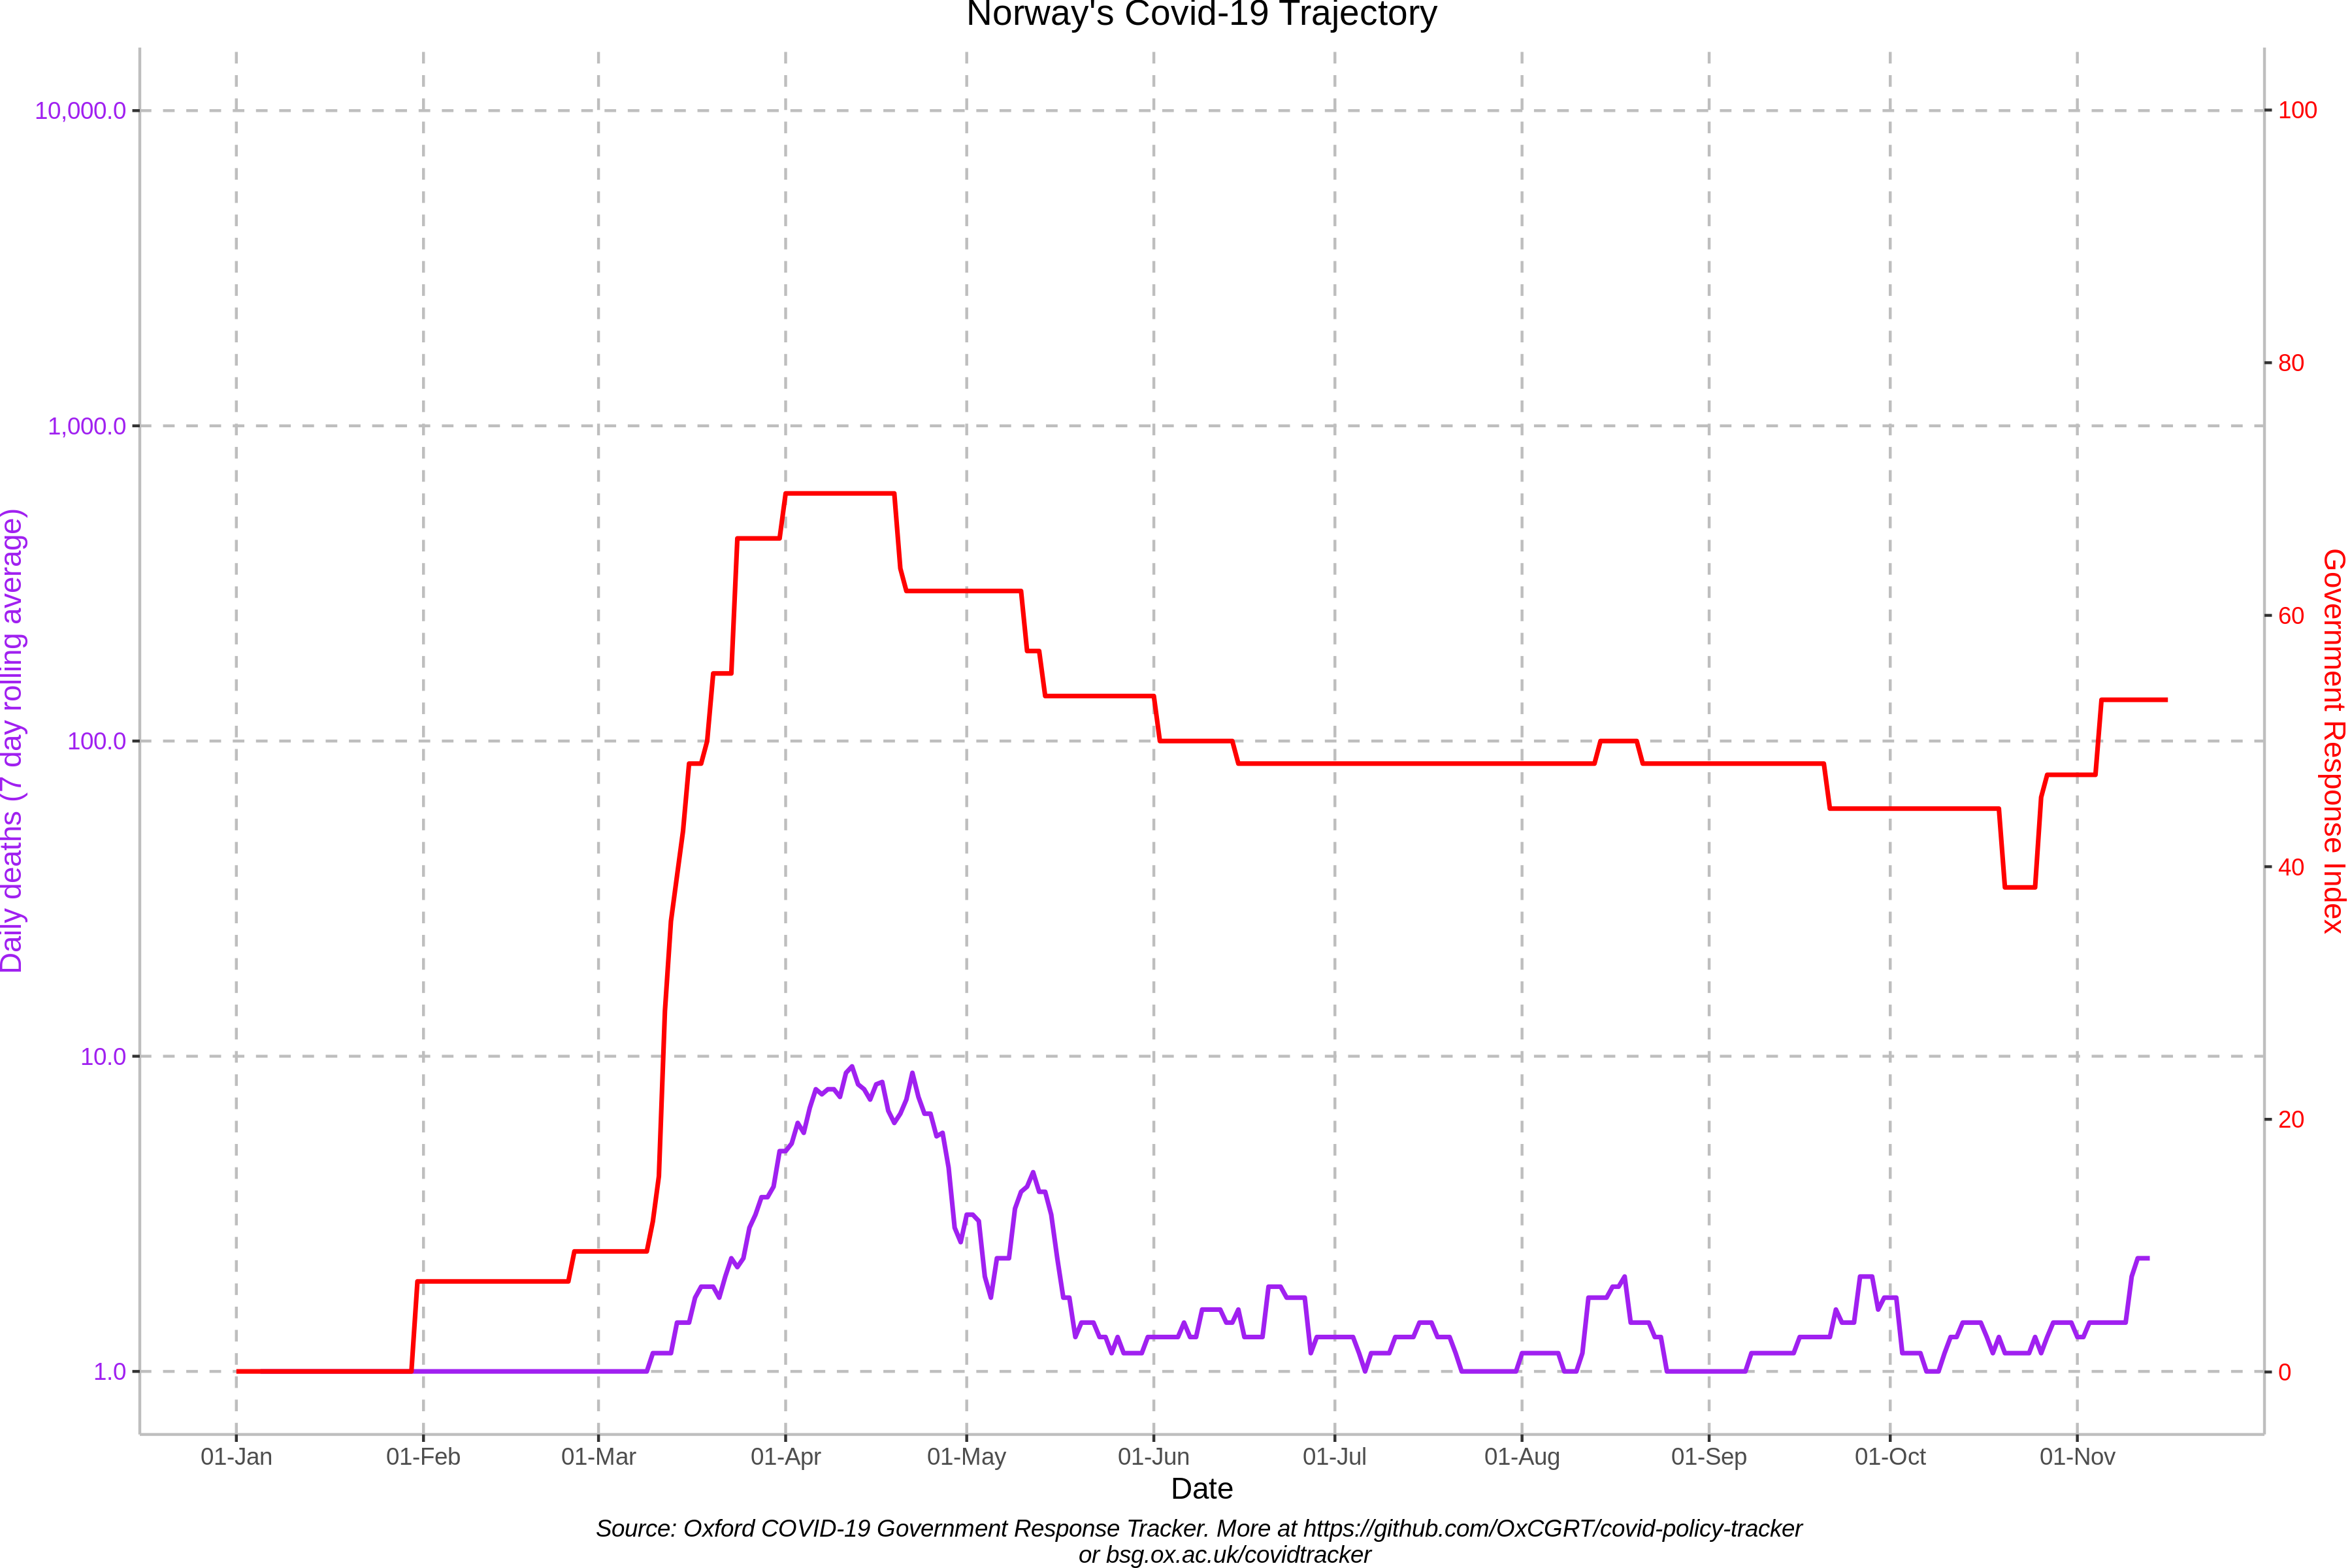 Norway's Covid-19 Trajectory
10,000.0
1,000.0
100.0
10.0
1.0
Daily deaths (7 day rolling average)
100
80
60
40
20
0
Government Response Index
01-Jan
01-Feb
01-Mar
01-Apr
01-May
01-Jun
01-Jul
01-Aug
01-Sep
01-Oct
01-Nov
Date
Source: Oxford COVID-19 Government Response Tracker. More at https://github.com/OxCGRT/covid-policy-tracker
or bsg.ox.ac.uk/covidtracker